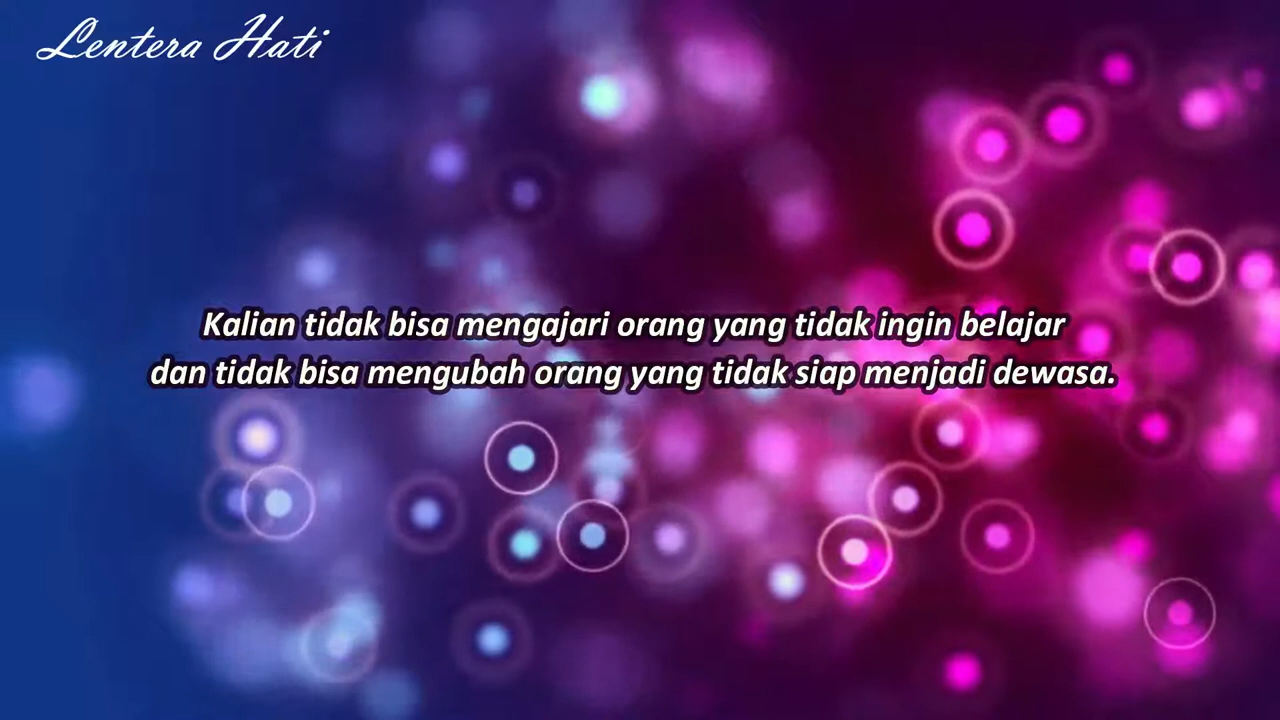 Lentera Hati
Kalian tidak bisa mengajari orang yang tidak ingin belajar
dan tidak bisa mengubah orang yang tidak siap menjadi dewasa.